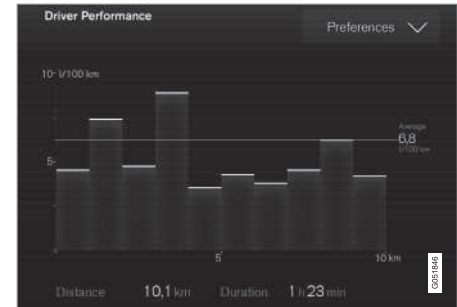 Driver Performance
Preferences
10 l/100 km
Average
6,8
l/100 km
5
5
10 km
Distance 10,1 km Duration 1 h 23 min
G051846